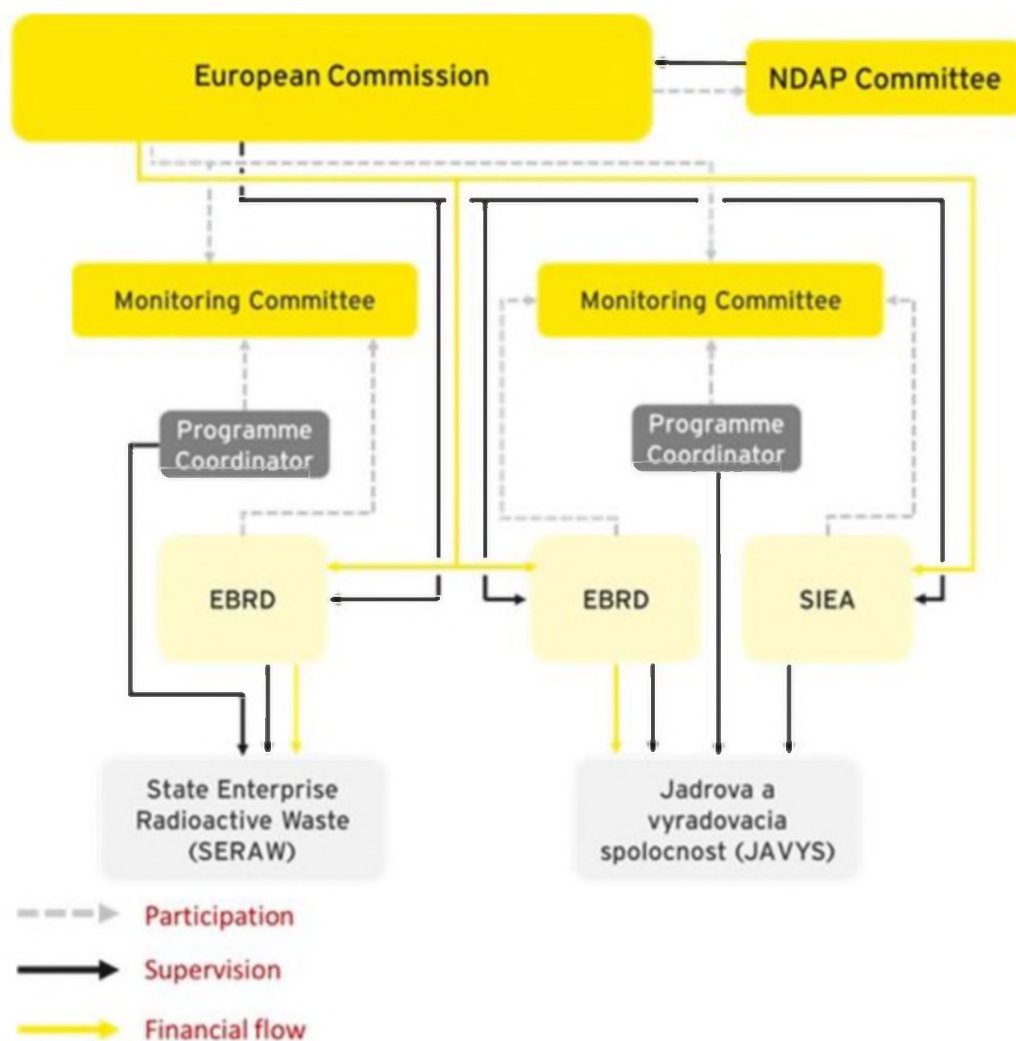 European Commission
NDAP Committee
Monitoring Committee
Monitoring Committee
Programme
Coordinator
Programme
Coordinator
EBRD
EBRD
SIEA
State Enterprise
Radioactive Waste
(SERAW)
Jadrova a
vyradovacia
spolocnost (JAVYS)
Participation
Supervision
Financial flow